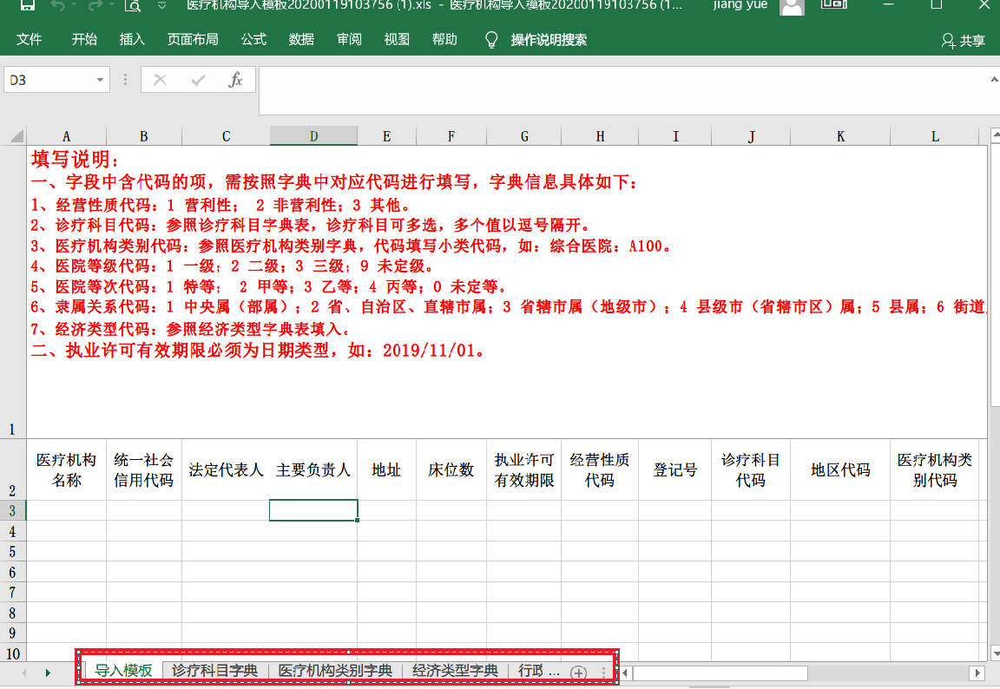 医疗机构导入模板20200119103756 (1).xls - 医疗机构导入模板20200119103756 (1...
jiang yue
文件 开始 插入 页面布局 公式 数据 审阅 视图 帮助 操作说明搜索 共享
D3 fx
A B C D E F G H I J K L
填写说明：
一、字段中含代码的项，需按照字典中对应代码进行填写，字典信息具体如下：
1、经营性质代码：1 营利性； 2 非营利性；3 其他。
2、诊疗科目代码：参照诊疗科目字典表，诊疗科目可多选，多个值以逗号隔开。
3、医疗机构类别代码：参照医疗机构类别字典，代码填写小类代码，如：综合医院：A100。
4、医院等级代码：1 一级；2 二级；3 三级；9 未定级。
5、医院等次代码：1 特等； 2 甲等；3 乙等；4 丙等；0 未定等。
6、隶属关系代码：1 中央属（部属）；2 省、自治区、直辖市属；3 省辖市属（地级市）；4 县级市（省辖市区）属；5 县属；6 街道
7、经济类型代码：参照经济类型字典表填入。
二、执业许可有效期限必须为日期类型，如：2019/11/01。
1
医疗机构名称 统一社会信用代码 法定代表人 主要负责人 地址 床位数 执业许可有效期限 经营性质代码 登记号 诊疗科目代码 地区代码 医疗机构类别代码
2
3
4
5
6
7
8
9
10
导入模板 诊疗科目字典 医疗机构类别字典 经济类型字典 行政 ...